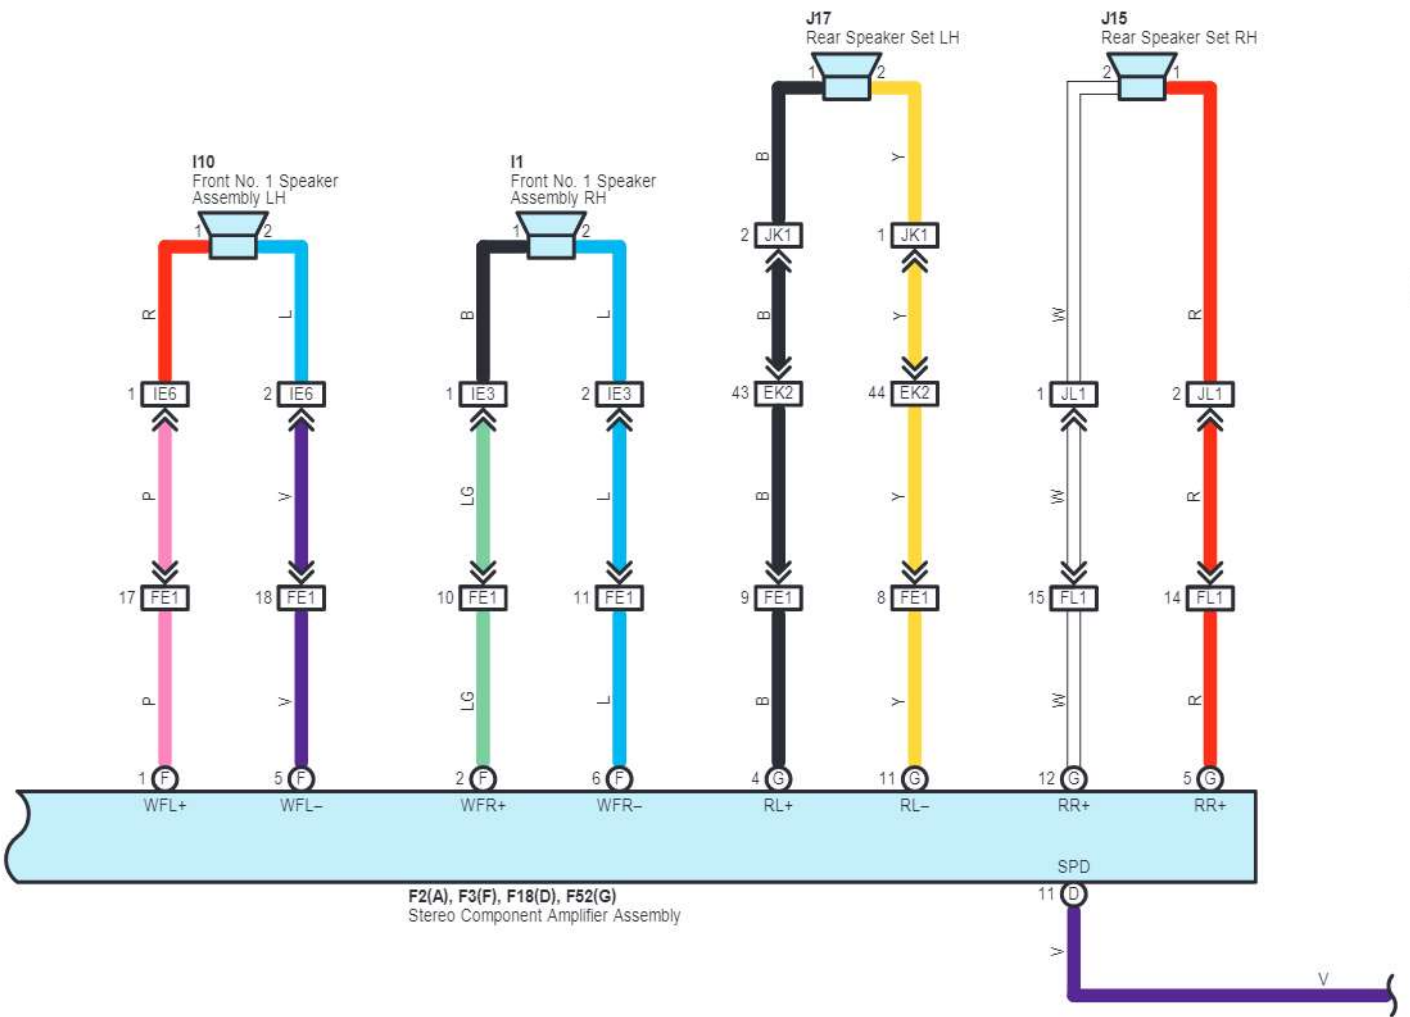 J17
Rear Speaker Set LH
J15
Rear Speaker Set RH
1 2
2 1
I10
Front No. 1 Speaker
Assembly LH
I1
Front No. 1 Speaker
Assembly RH
B Y
1 2
1 2
2 JK1
1 JK1
R L B L B Y W R
1 IE6
2 IE6
1 IE3
2 IE3
43 EK2
44 EK2
1 JL1
2 JL1
P V LG L B Y W R
17 FE1
18 FE1
10 FE1
11 FE1
9 FE1
8 FE1
15 FL1
14 FL1
P V LG L B Y W R
1 F
5 F
2 F
6 F
4 G
11 G
12 G
5 G
WFL+ WFL– WFR+ WFR– RL+ RL– RR+ RR+
SPD
F2(A), F3(F), F18(D), F52(G)
Stereo Component Amplifier Assembly
11 D
V
V